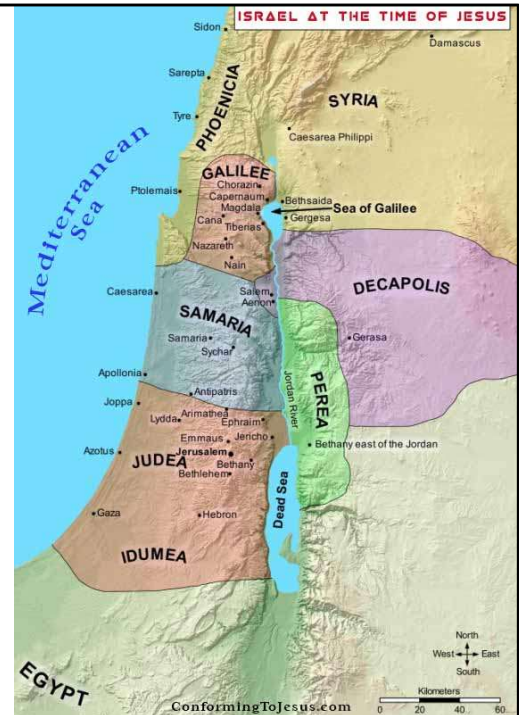 ISRAEL AT THE TIME OF JESUS
Sidon
Damascus
Sarepta
PHOENICIA
SYRIA
Tyre
Caesarea Philippi
Mediterranean
Sea
GALILEE
Chorazin
Ptolemais
Capernaum
Bethsaida
Magdala
Sea of Galilee
Cana
Gergesa
Tiberias
Nazareth
Nain
DECAPOLIS
Caesarea
Salem
Aenon
SAMARIA
Samaria
Gerasa
Sychar
Apollonia
PEREA
Jordan River
Antipatris
Joppa
Arimathea
Lydda
Ephraim
Emmaus
Jericho
Bethany east of the Jordan
Azotus
Jerusalem
JUDEA
Bethany
Bethlehem
Dead Sea
Gaza
Hebron
IDUMEA
North
West
East
South
EGYPT
Kilometers
0 20 40 60
ConformingToJesus.com